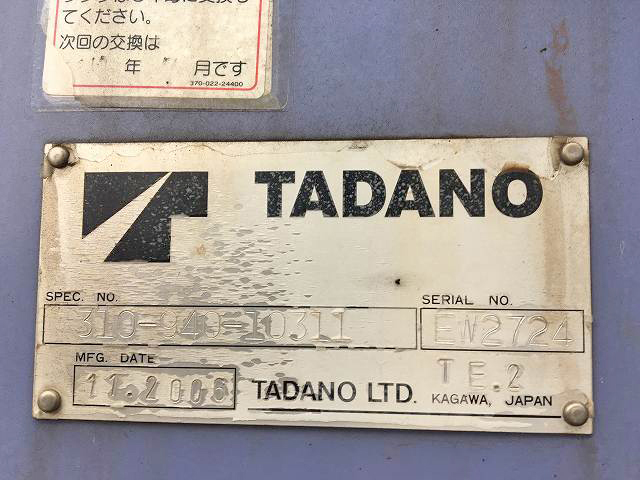 てください。
次回の交換は
年 月です
370-022-24400
TADANO
SPEC. NO.
310-940-10311
SERIAL NO.
EW2724
MFG. DATE
11.2005
TE.2
TADANO LTD.
KAGAWA, JAPAN